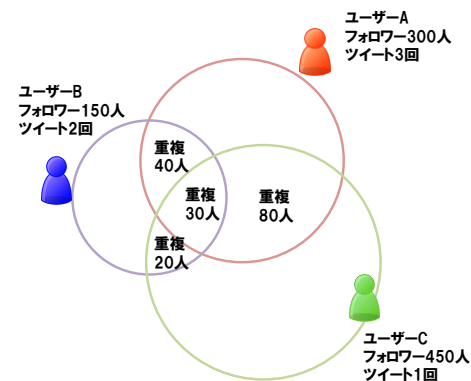 ユーザーA
フォロワー300人
ツイート3回
ユーザーB
フォロワー150人
ツイート2回
重複
40人
重複
30人
重複
80人
重複
20人
ユーザーC
フォロワー450人
ツイート1回